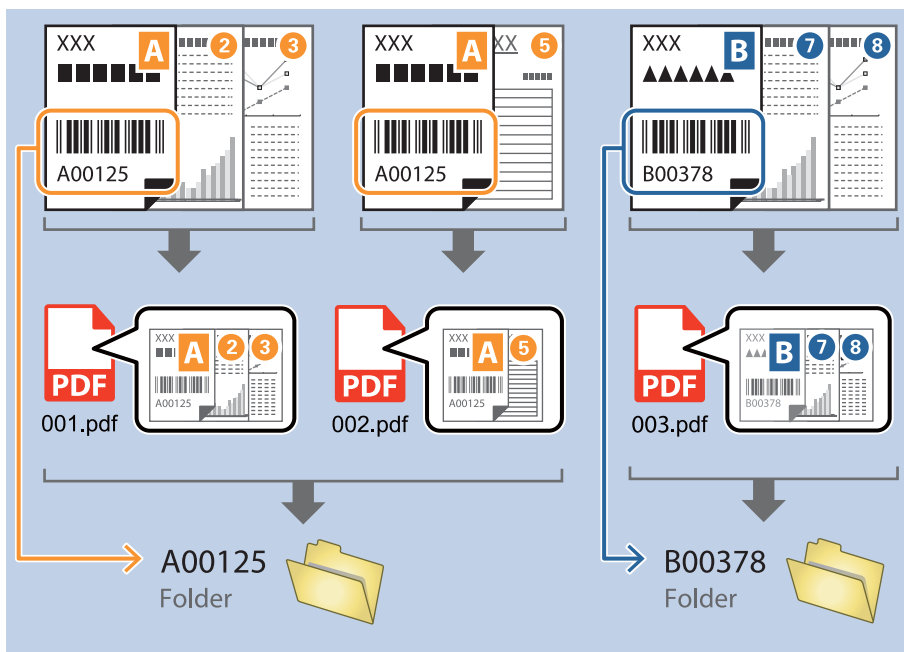 XXX A 2 3
A00125
XXX A XX 5
A00125
XXX B 7 8
B00378
PDF
001.pdf
XXX A 2 3
A00125
PDF
002.pdf
XXX A 5
A00125
PDF
003.pdf
XXX B 7 8
B00378
A00125
Folder
B00378
Folder